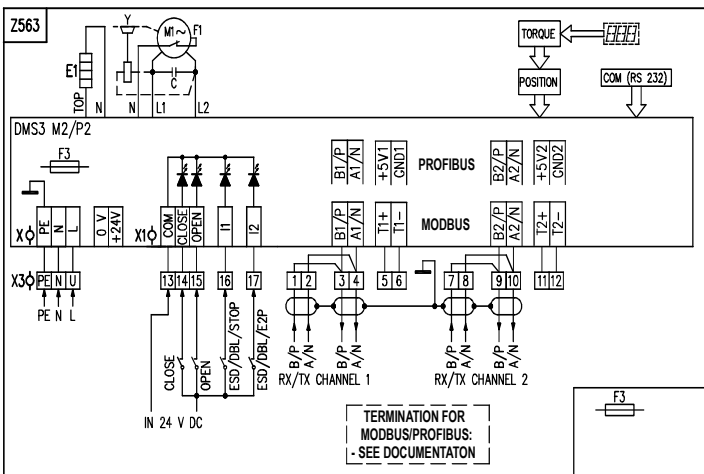 Z563
Y
M1~
F1
E1
C
TOP
N
N
L1
L2
TORQUE
POSITION
COM (RS 232)
DMS3 M2/P2
F3
B1/P
A1/N
+5V1
GND1
PROFIBUS
B2/P
A2/N
+5V2
GND2
PE
N
L
0 V
+24V
X
X1
COM
CLOSE
OPEN
I1
I2
B1/P
A1/N
T1+
T1-
MODBUS
B2/P
A2/N
T2+
T2-
X3
PE N U
13 14 15 16 17
1 2 3 4 5 6
7 8 9 10 11 12
PE N L
CLOSE
OPEN
ESD/DBL/STOP
ESD/DBL/E2P
B/P
A/N
B/P
A/N
B/P
A/N
B/P
A/N
RX/TX CHANNEL 1
RX/TX CHANNEL 2
IN 24 V DC
TERMINATION FOR
MODBUS/PROFIBUS:
- SEE DOCUMENTATON
F3